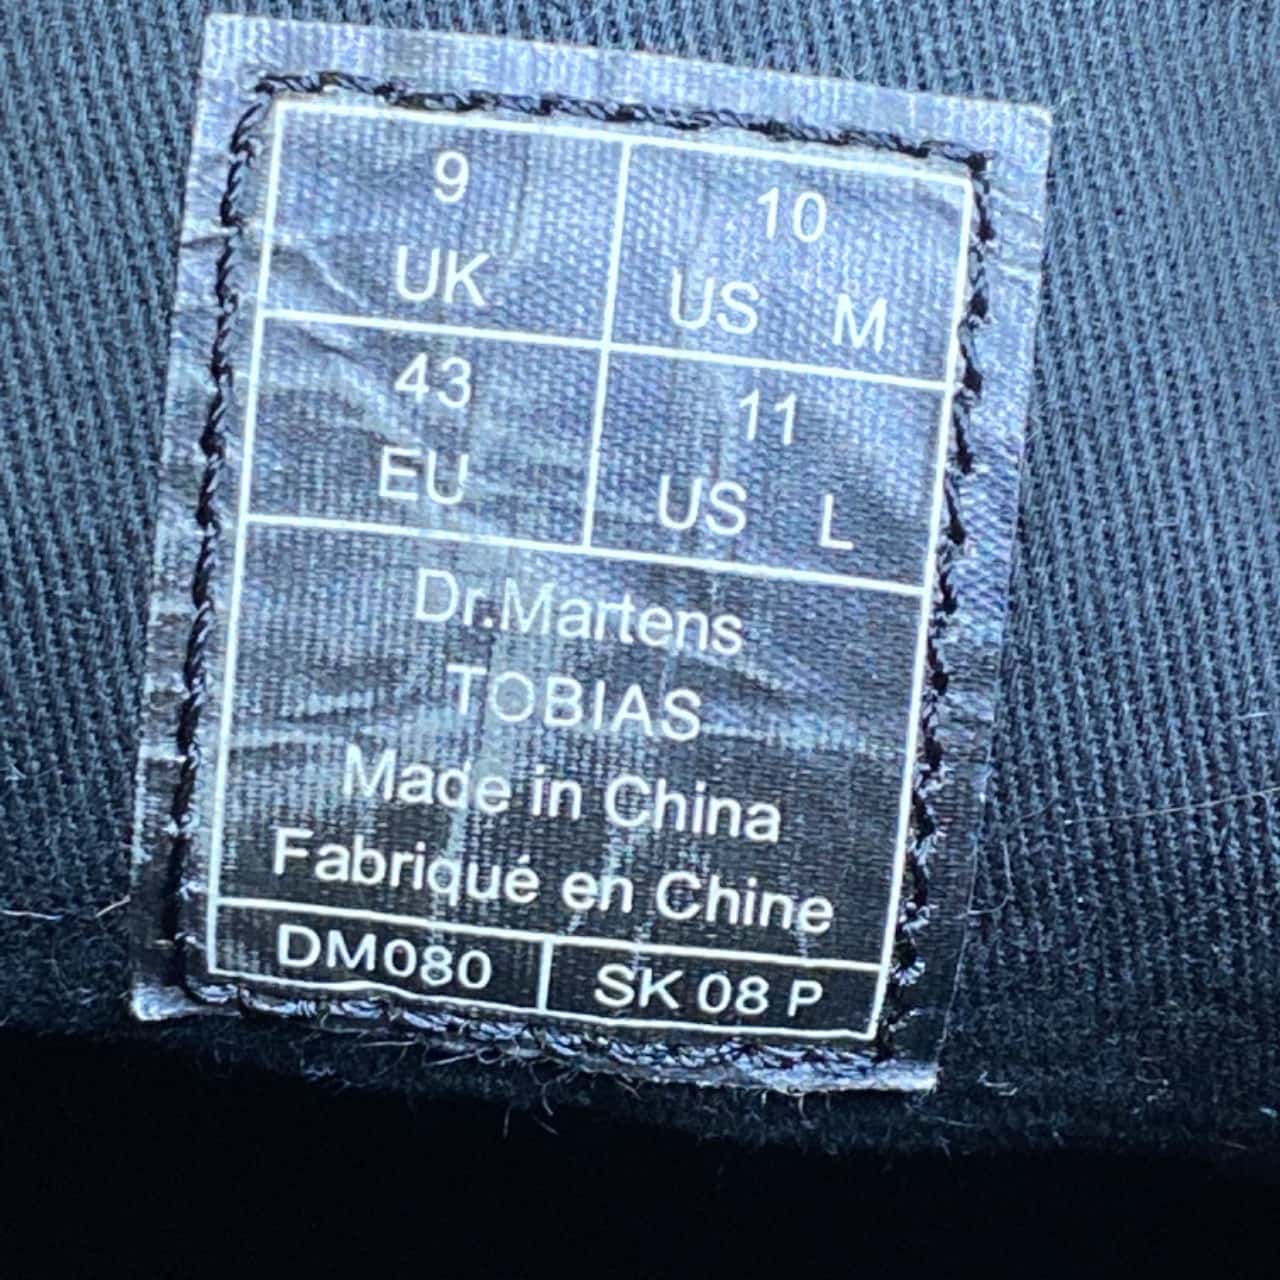 9
UK
10
US M
43
EU
11
US L
Dr.Martens
TOBIAS
Made in China
Fabriqué en Chine
DM080
SK 08 P